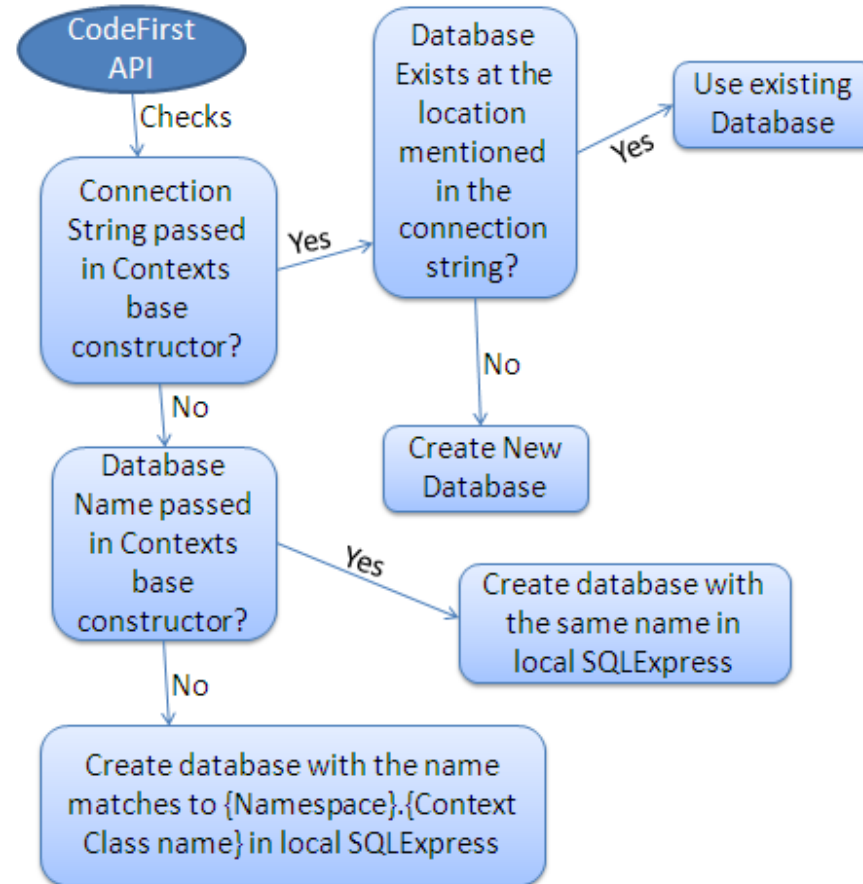 CodeFirst
API
Checks
Connection
String passed
in Contexts
base
constructor?
Yes
Database
Exists at the
location
mentioned
in the
connection
string?
Yes
Use existing
Database
No
Create New
Database
No
Database
Name passed
in Contexts
base
constructor?
Yes
Create database with
the same name in
local SQLExpress
No
Create database with the name
matches to {Namespace}.{Context
Class name} in local SQLExpress